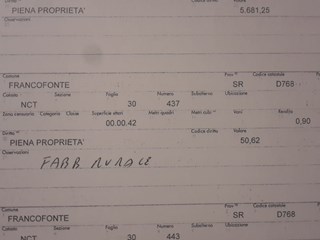 PIENA PROPRIETA' 5.681,25
Osservazioni
Comune Prov. Codice catastale
FRANCOFONTE SR D768
Catasto Sezione Foglio Numero Subalterno Ubicazione
NCT 30 437
Zona censuaria Categoria Classe Superficie ettari Metri quadri Metri cubi Vani Rendita
00.00.42 0,90
Diritto Codice diritto Valore
PIENA PROPRIETA' 50,62
Osservazioni
FABB RURALE
Comune Prov. Codice catastale
FRANCOFONTE SR D768
Catasto Sezione Foglio Numero Subalterno Ubicazione
NCT 30 443